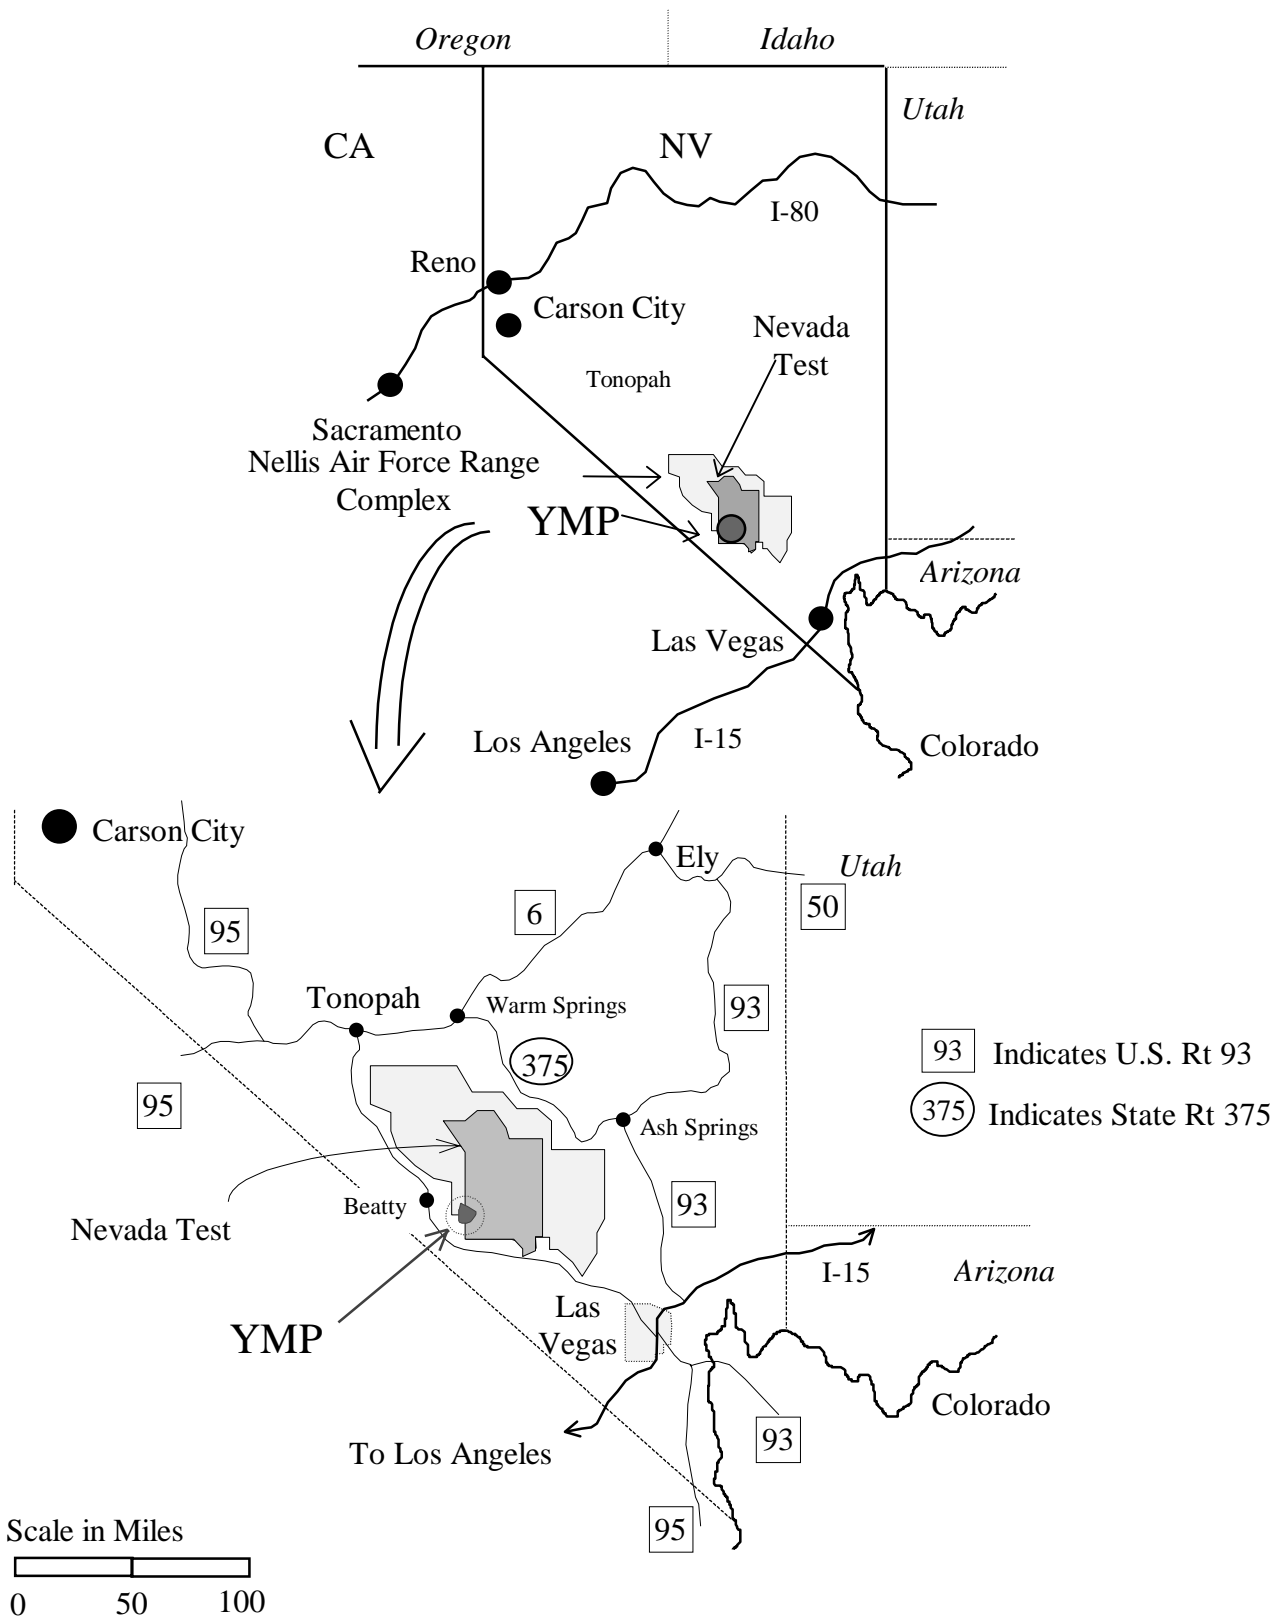 Oregon
Idaho
Utah
CA
NV
I-80
Reno
Carson City
Nevada
Test
Tonopah
Sacramento
Nellis Air Force Range
Complex
YMP
Arizona
Las Vegas
Los Angeles
I-15
Colorado
Carson City
Ely
Utah
6
50
95
Tonopah
Warm Springs
93
93 Indicates U.S. Rt 93
375
95
375 Indicates State Rt 375
Ash Springs
Beatty
93
Nevada Test
I-15
Arizona
Las
Vegas
YMP
Colorado
93
To Los Angeles
95
Scale in Miles
0 50 100